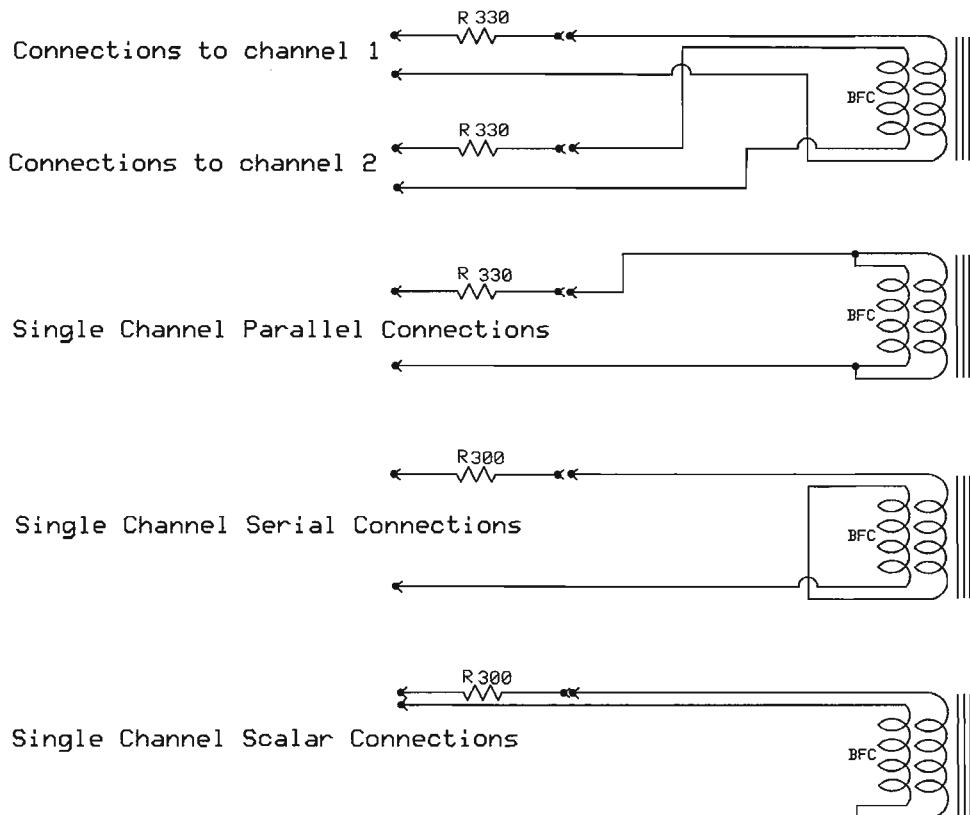 R 330
Connections to channel 1
BFC
R 330
Connections to channel 2
R 330
BFC
Single Channel Parallel Connections
R 300
Single Channel Serial Connections
BFC
R 300
Single Channel Scalar Connections
BFC